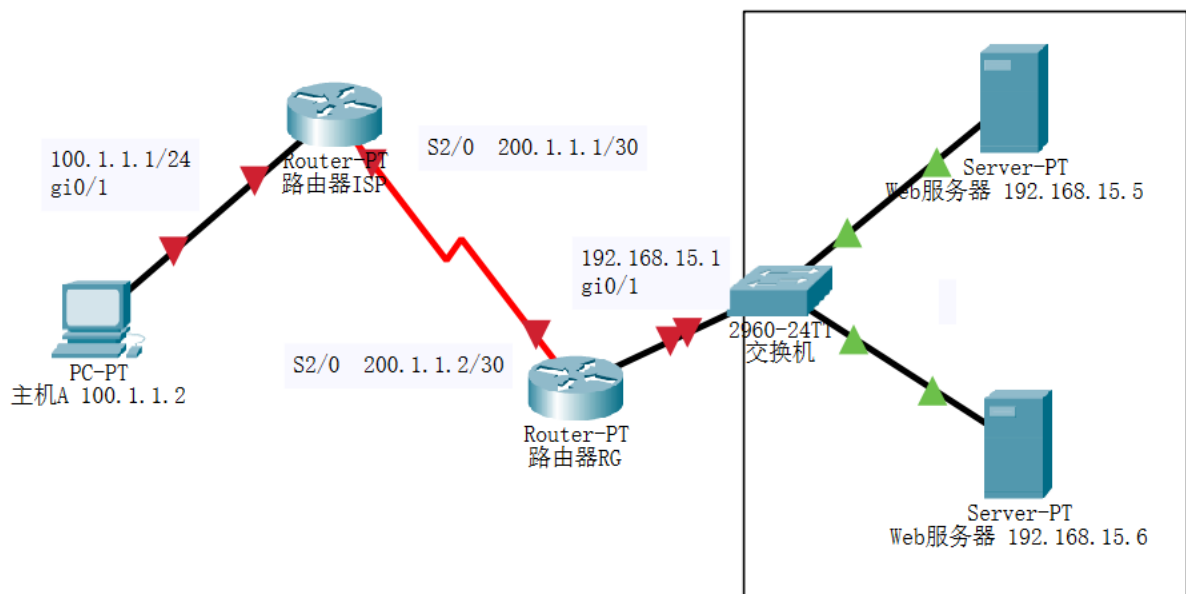 100.1.1.1/24
gi0/1
Router-PT
路由器ISP
S2/0 200.1.1.1/30
PC-PT
主机A 100.1.1.2
S2/0 200.1.1.2/30
Router-PT
路由器RG
192.168.15.1
gi0/1
2960-24TT
交换机
Server-PT
Web服务器 192.168.15.5
Server-PT
Web服务器 192.168.15.6